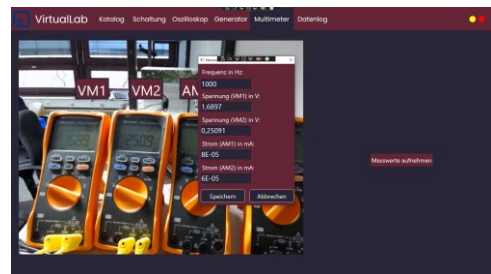 VirtualLab Katalog Schaltung Oszilloskop Generator Multimeter Datenlog
VM1 VM2
Frequenz in Hz:
1000
Spannung (VM1) in V:
1,6897
Spannung (VM2) in V:
0,25091
Strom (AM1) in mA:
8E-05
Strom (AM2) in mA:
6E-05
Speichern Abbrechen
Messwerte aufnehmen